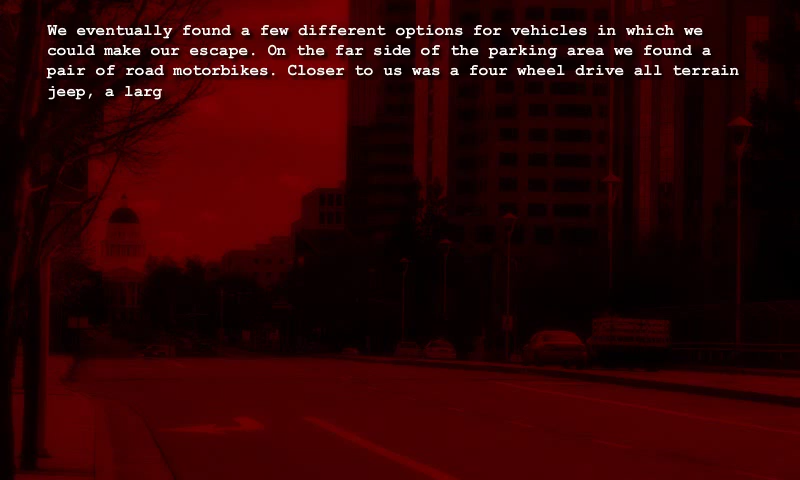 We eventually found a few different options for vehicles in which we
could make our escape. On the far side of the parking area we found a
pair of road motorbikes. Closer to us was a four wheel drive all terrain
jeep, a larg